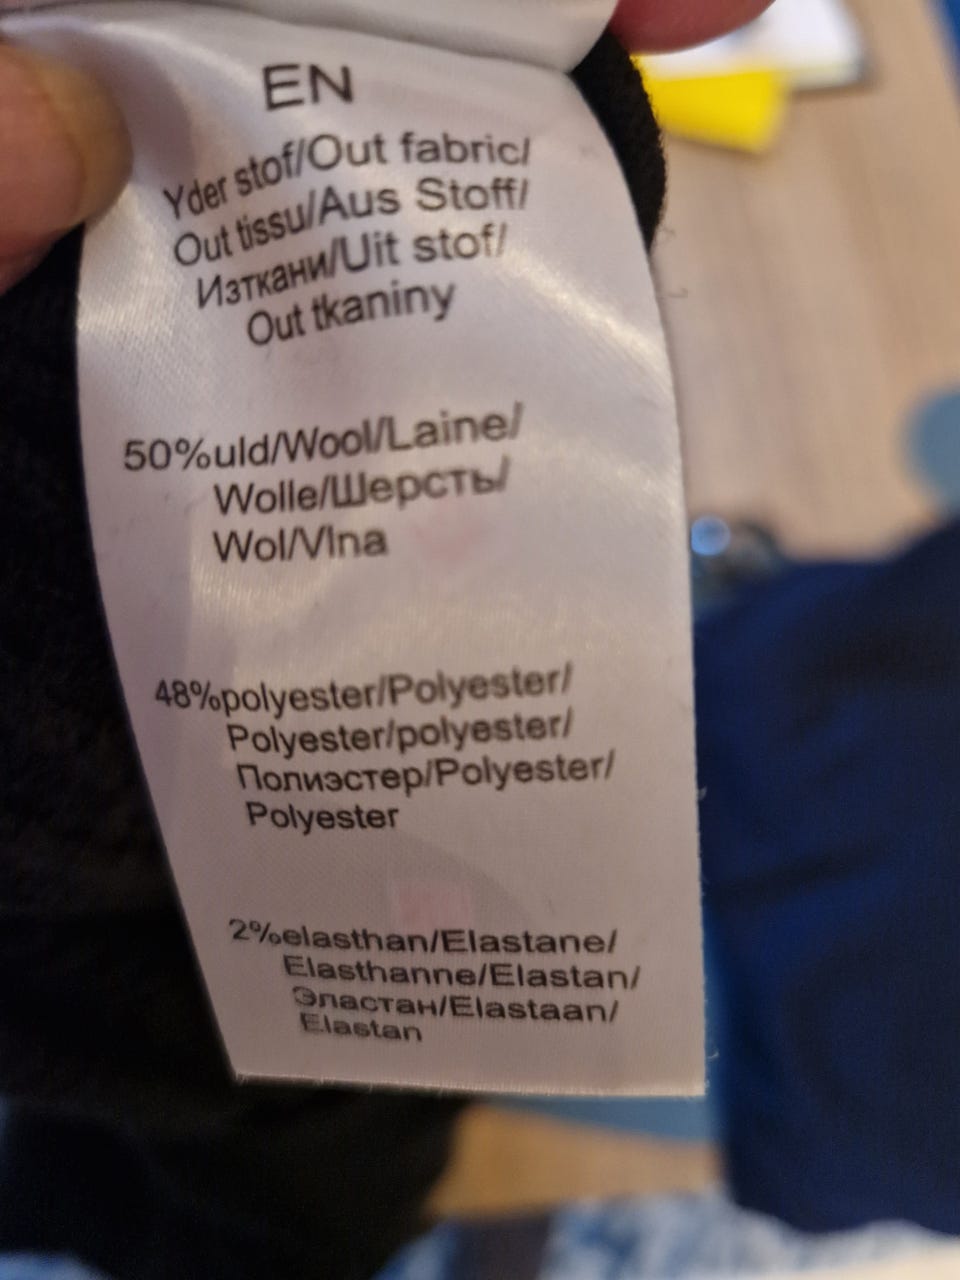 EN
Yder stof/Out fabric/
Out tissu/Aus Stoff/
Изткани/Uit stof/
Out tkaniny
50%uld/Wool/Laine/
Wolle/Шерсть/
Wol/Vlna
48%polyester/Polyester/
Polyester/polyester/
Полиэстер/Polyester/
Polyester
2%elasthan/Elastane/
Elasthanne/Elastan/
Эластан/Elastaan/
Elastan